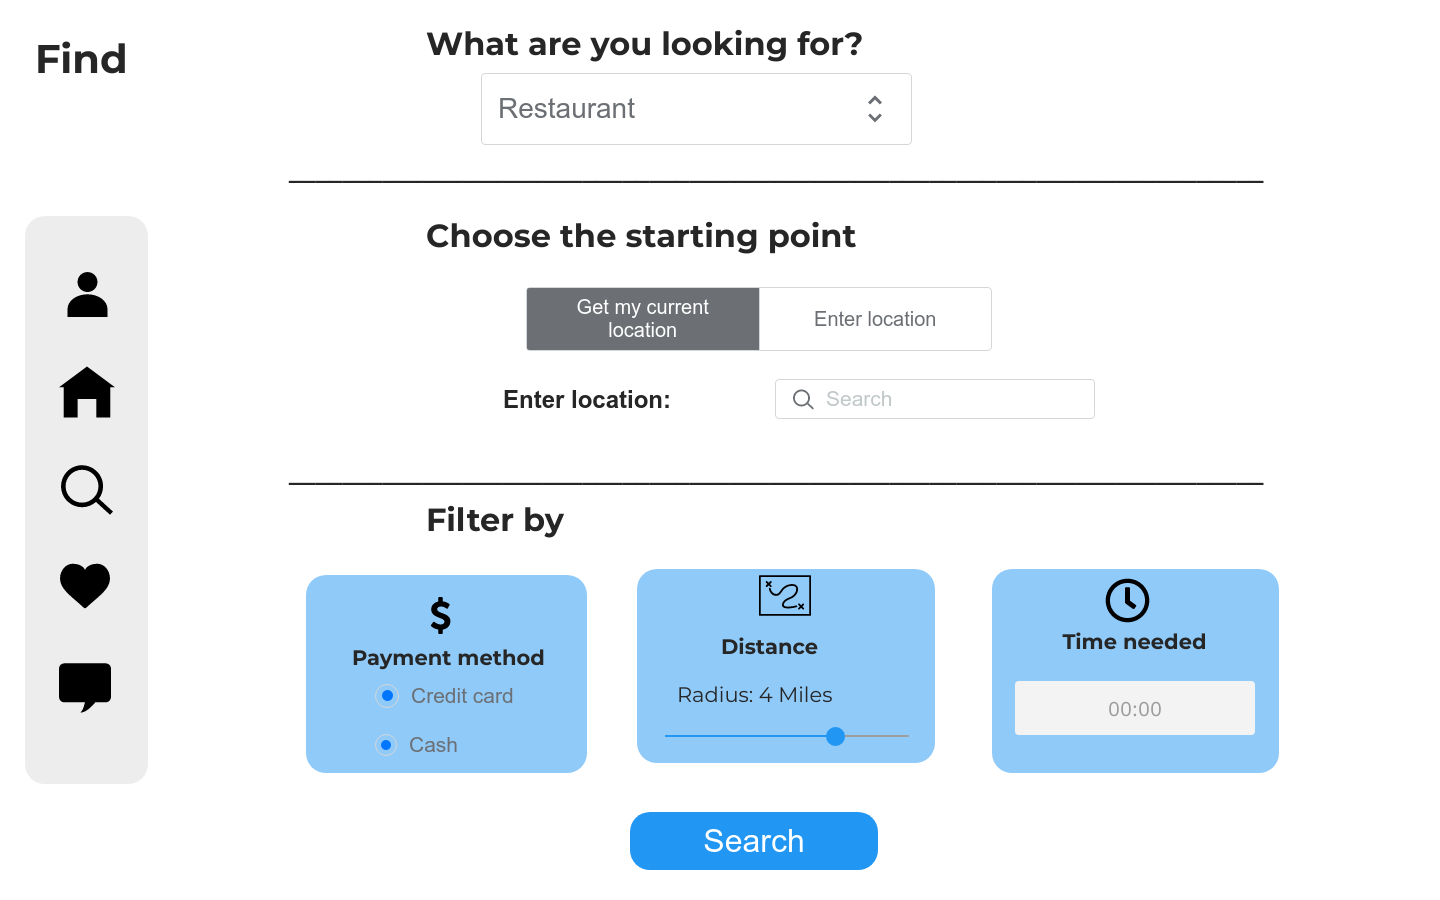 Find
What are you looking for?
Restaurant
Choose the starting point
Get my current
location
Enter location
Enter location:
Search
Filter by
$
Payment method
Credit card
Cash
Distance
Radius: 4 Miles
Time needed
00:00
Search